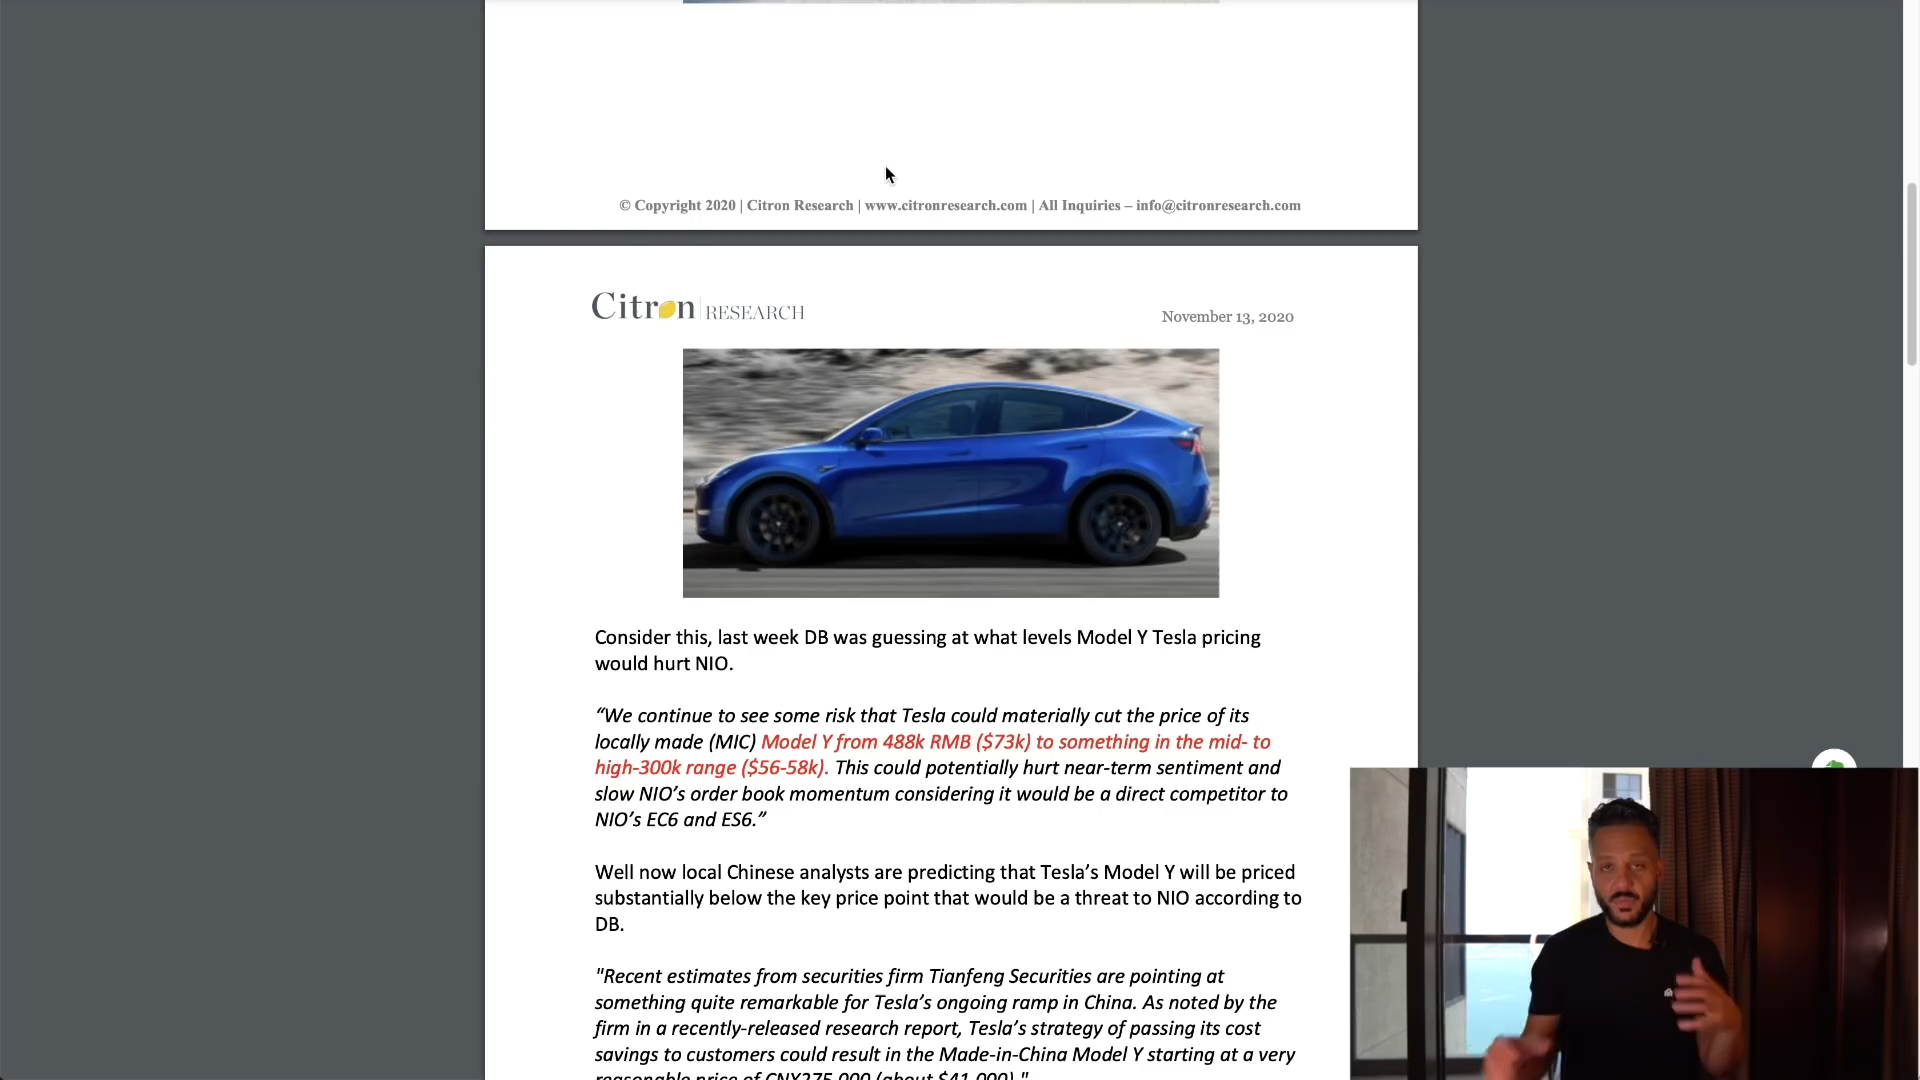 © Copyright 2020 | Citron Research | www.citronresearch.com | All Inquiries – info@citronresearch.com
Citron RESEARCH
November 13, 2020
Consider this, last week DB was guessing at what levels Model Y Tesla pricing
would hurt NIO.
“We continue to see some risk that Tesla could materially cut the price of its
locally made (MIC) Model Y from 488k RMB ($73k) to something in the mid- to
high-300k range ($56-58k). This could potentially hurt near-term sentiment and
slow NIO’s order book momentum considering it would be a direct competitor to
NIO’s EC6 and ES6.”
Well now local Chinese analysts are predicting that Tesla’s Model Y will be priced
substantially below the key price point that would be a threat to NIO according to
DB.
"Recent estimates from securities firm Tianfeng Securities are pointing at
something quite remarkable for Tesla’s ongoing ramp in China. As noted by the
firm in a recently-released research report, Tesla’s strategy of passing its cost
savings to customers could result in the Made-in-China Model Y starting at a very
reasonable price of CNY275,000 (about $41,000)."